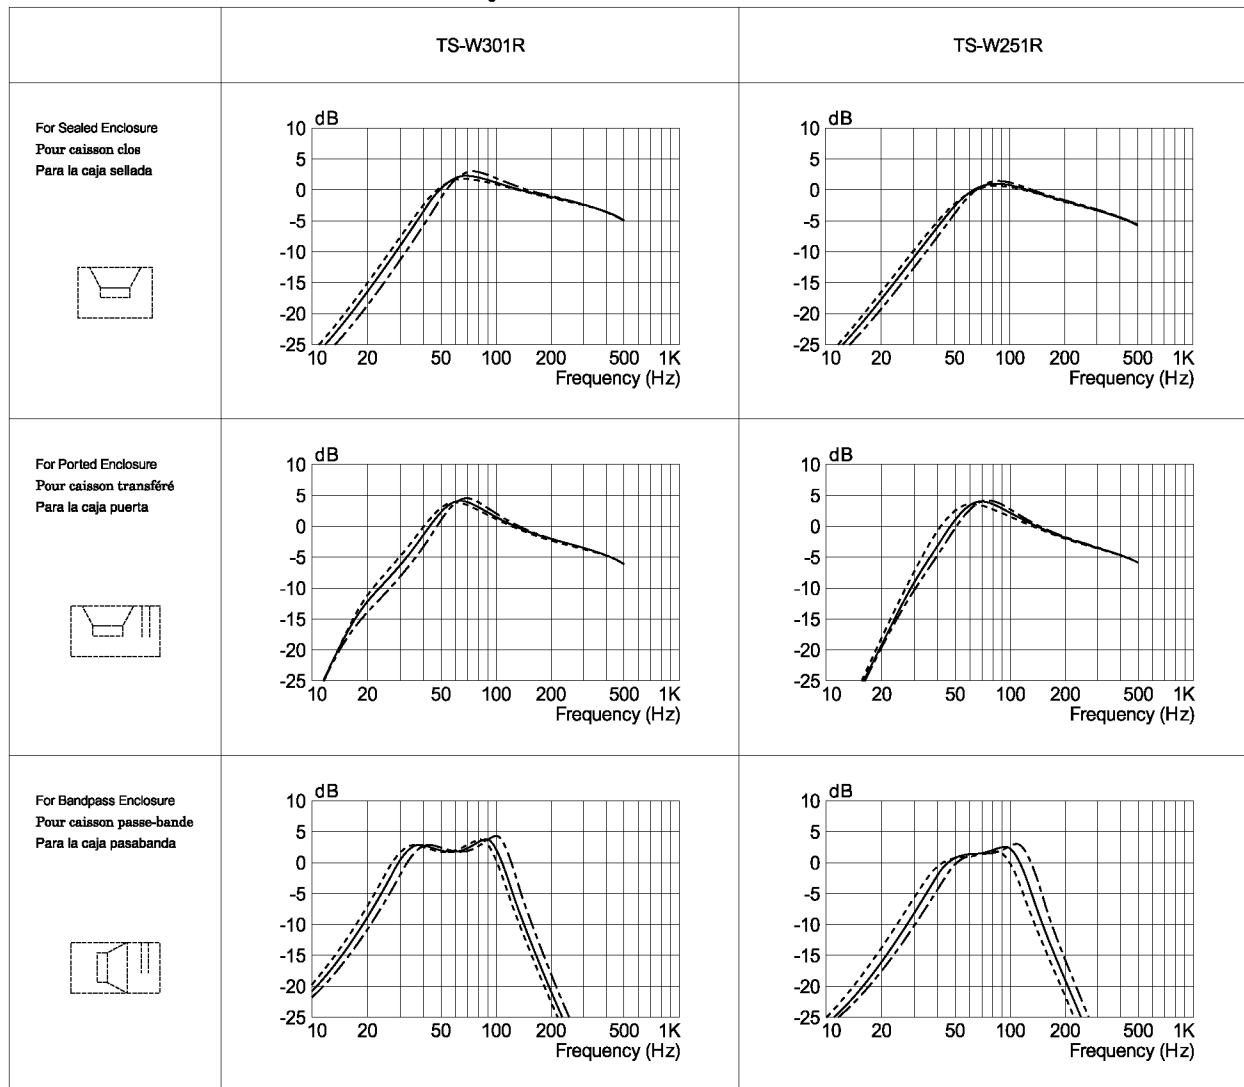 TS-W301R
TS-W251R
For Sealed Enclosure
Pour caisson clos
Para la caja sellada
dB
10
5
0
-5
-10
-15
-20
-25
10 20 50 100 200 500 1K
Frequency (Hz)
dB
10
5
0
-5
-10
-15
-20
-25
10 20 50 100 200 500 1K
Frequency (Hz)
For Ported Enclosure
Pour caisson transféré
Para la caja puerta
dB
10
5
0
-5
-10
-15
-20
-25
10 20 50 100 200 500 1K
Frequency (Hz)
dB
10
5
0
-5
-10
-15
-20
-25
10 20 50 100 200 500 1K
Frequency (Hz)
For Bandpass Enclosure
Pour caisson passe-bande
Para la caja pasabanda
dB
10
5
0
-5
-10
-15
-20
-25
10 20 50 100 200 500 1K
Frequency (Hz)
dB
10
5
0
-5
-10
-15
-20
-25
10 20 50 100 200 500 1K
Frequency (Hz)